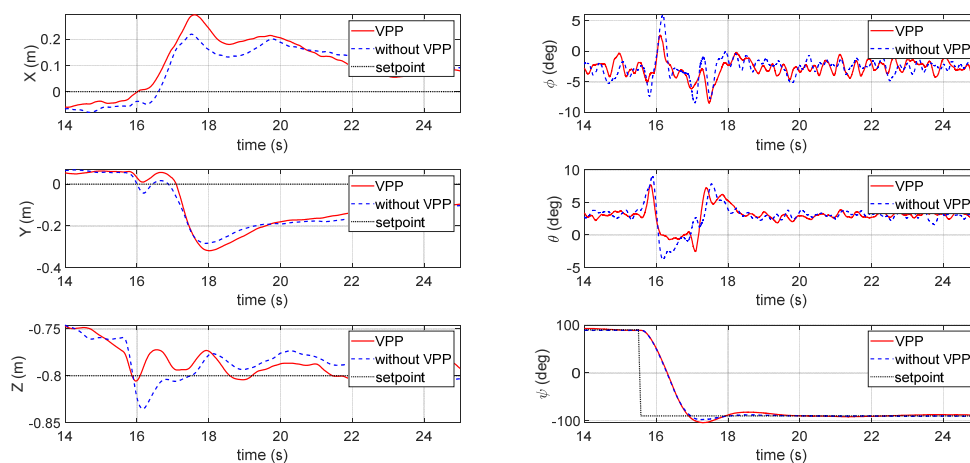 X (m)
0.2
0.1
0
-0.1
14 16 18 20 22 24
time (s)
VPP
without VPP
setpoint
ϕ (deg)
5
0
-5
-10
14 16 18 20 22 24
time (s)
VPP
without VPP
Y (m)
0
-0.2
-0.4
14 16 18 20 22 24
time (s)
VPP
without VPP
setpoint
θ (deg)
10
5
0
-5
14 16 18 20 22 24
time (s)
VPP
without VPP
Z (m)
-0.75
-0.8
-0.85
14 16 18 20 22 24
time (s)
VPP
without VPP
setpoint
ψ (deg)
100
0
-100
14 16 18 20 22 24
time (s)
VPP
without VPP
setpoint